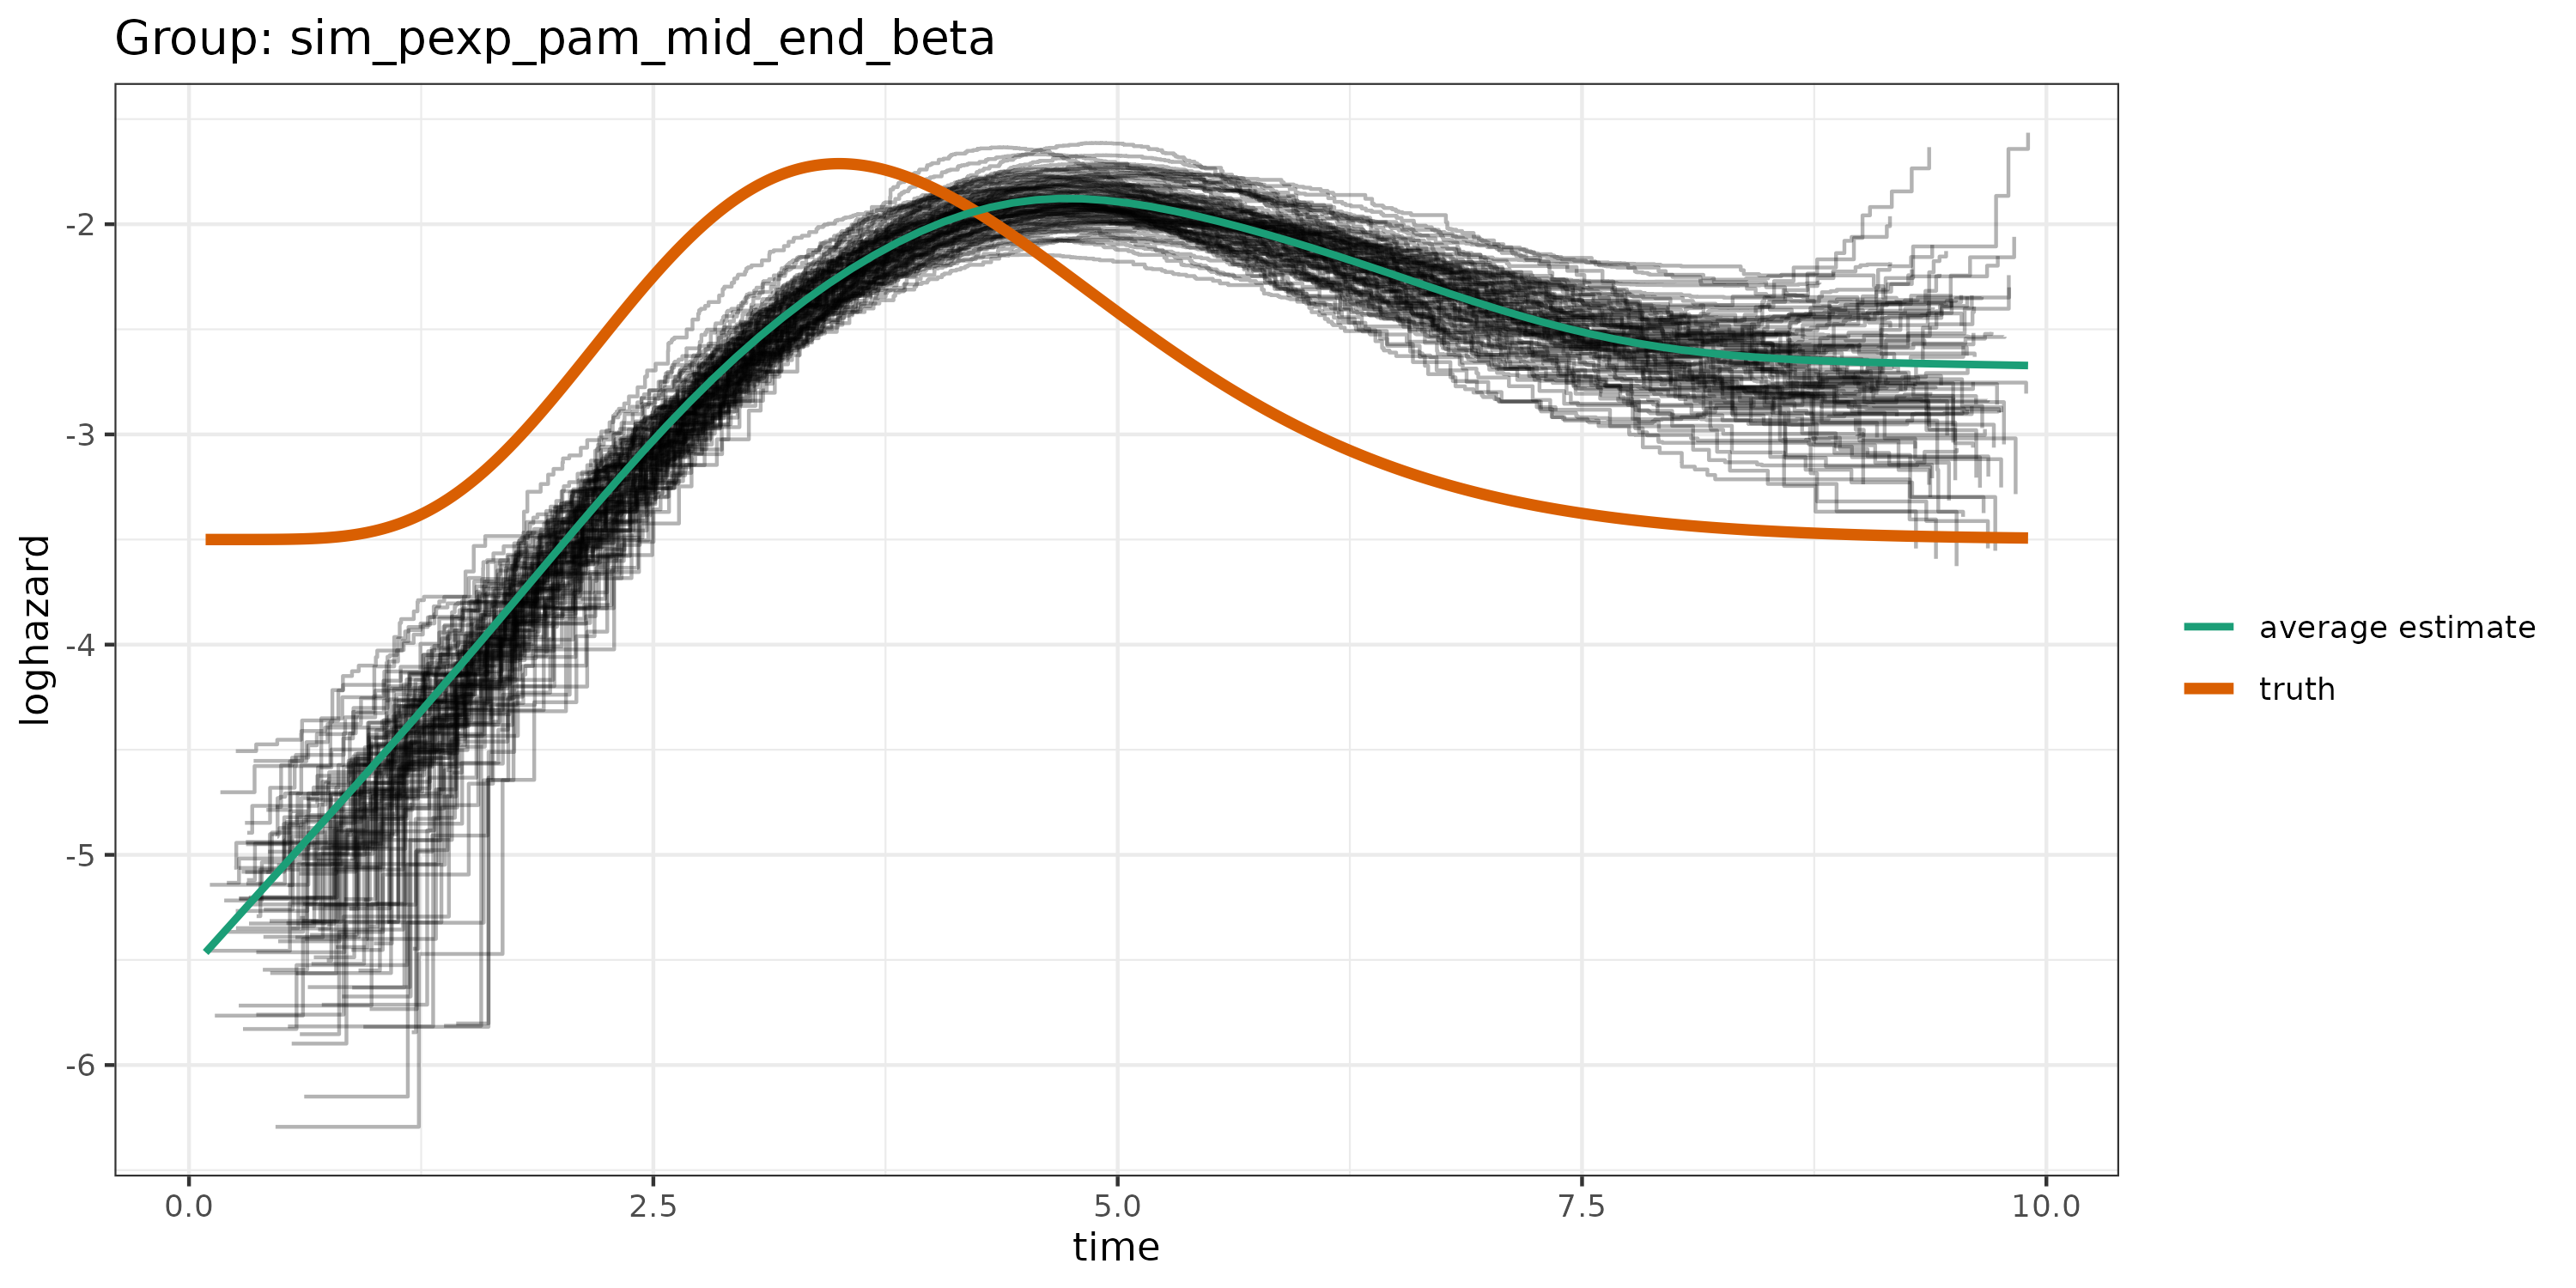 Group: sim_pexp_pam_mid_end_beta
loghazard
-2
-3
-4
-5
-6
0.0
2.5
5.0
7.5
10.0
time
average estimate
truth